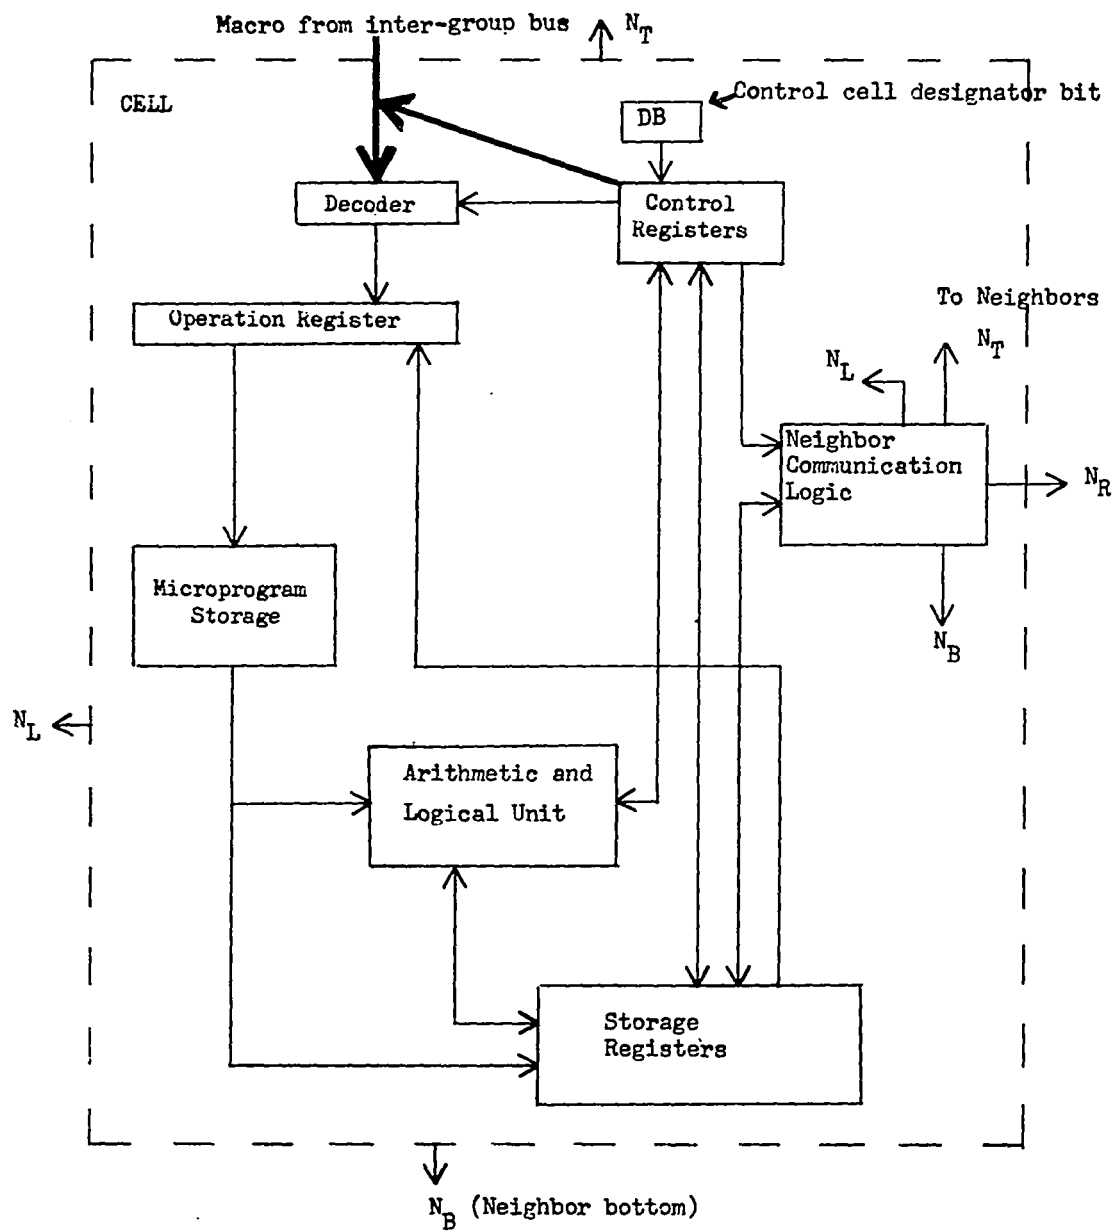 Macro from inter-group bus
N_T
CELL
Control cell designator bit
DB
Decoder
Control
Registers
Operation Register
To Neighbors
N_T
N_L
Neighbor
Communication
Logic
N_R
Microprogram
Storage
N_B
N_L
Arithmetic and
Logical Unit
Storage
Registers
N_B (Neighbor bottom)